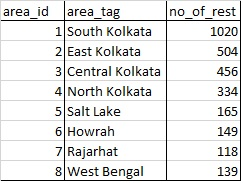 area_id area_tag no_of_rest
1 South Kolkata 1020
2 East Kolkata 504
3 Central Kolkata 456
4 North Kolkata 334
5 Salt Lake 165
6 Howrah 149
7 Rajarhat 118
8 West Bengal 139